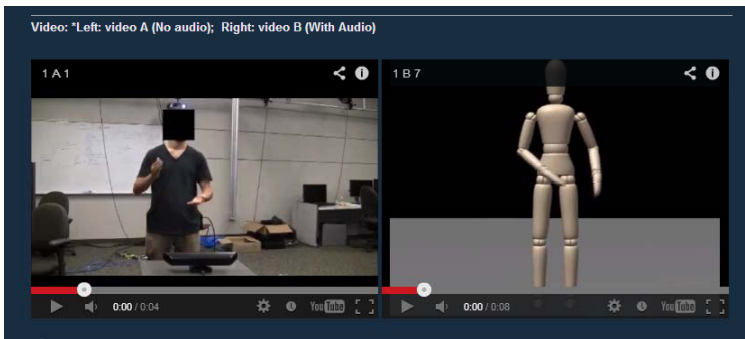 Video: *Left: video A (No audio);  Right: video B (With Audio)
1 A 1
1 B 7
0:00 / 0:04
YouTube
0:00 / 0:08
YouTube